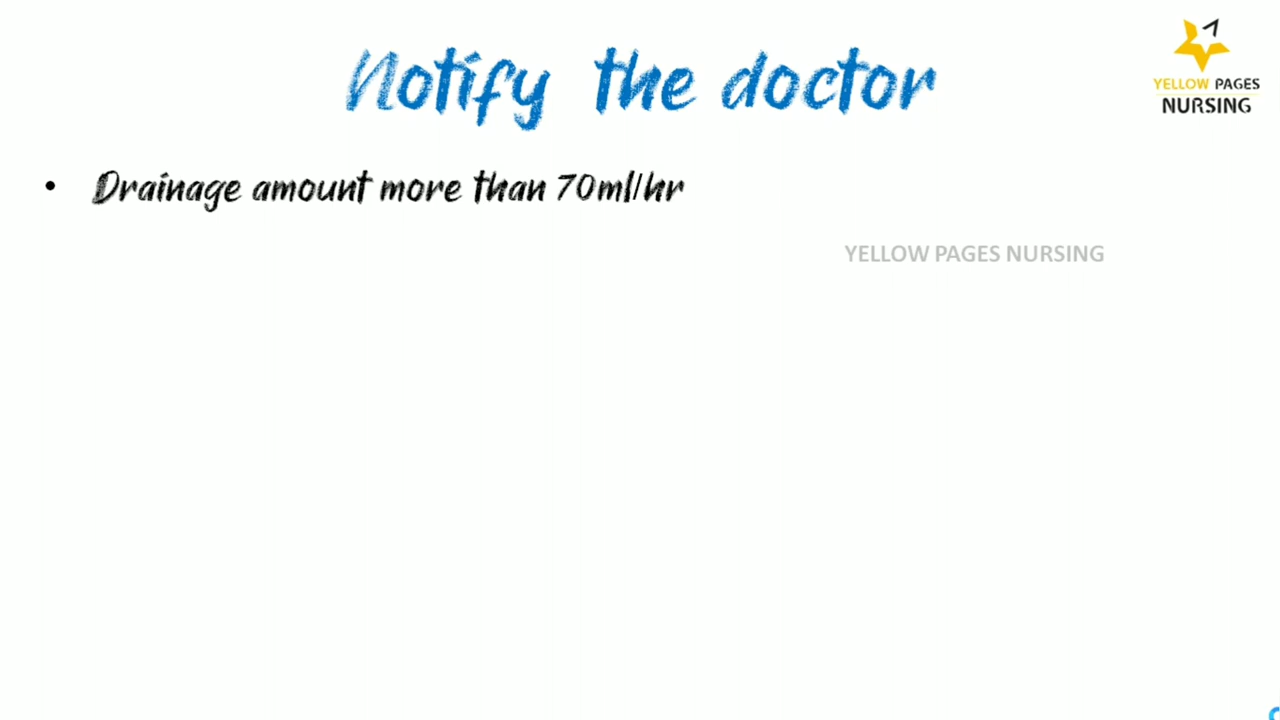 Notify the doctor
YELLOW PAGES
NURSING
• Drainage amount more than 70ml/hr
YELLOW PAGES NURSING